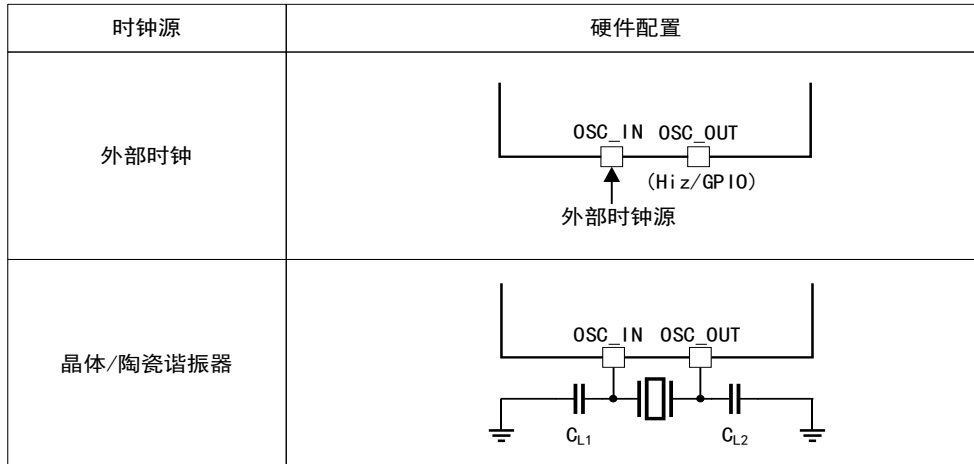 时钟源 硬件配置
外部时钟
OSC_IN OSC_OUT
(Hiz/GPIO)
外部时钟源
晶体/陶瓷谐振器
OSC_IN OSC_OUT
CL1 CL2